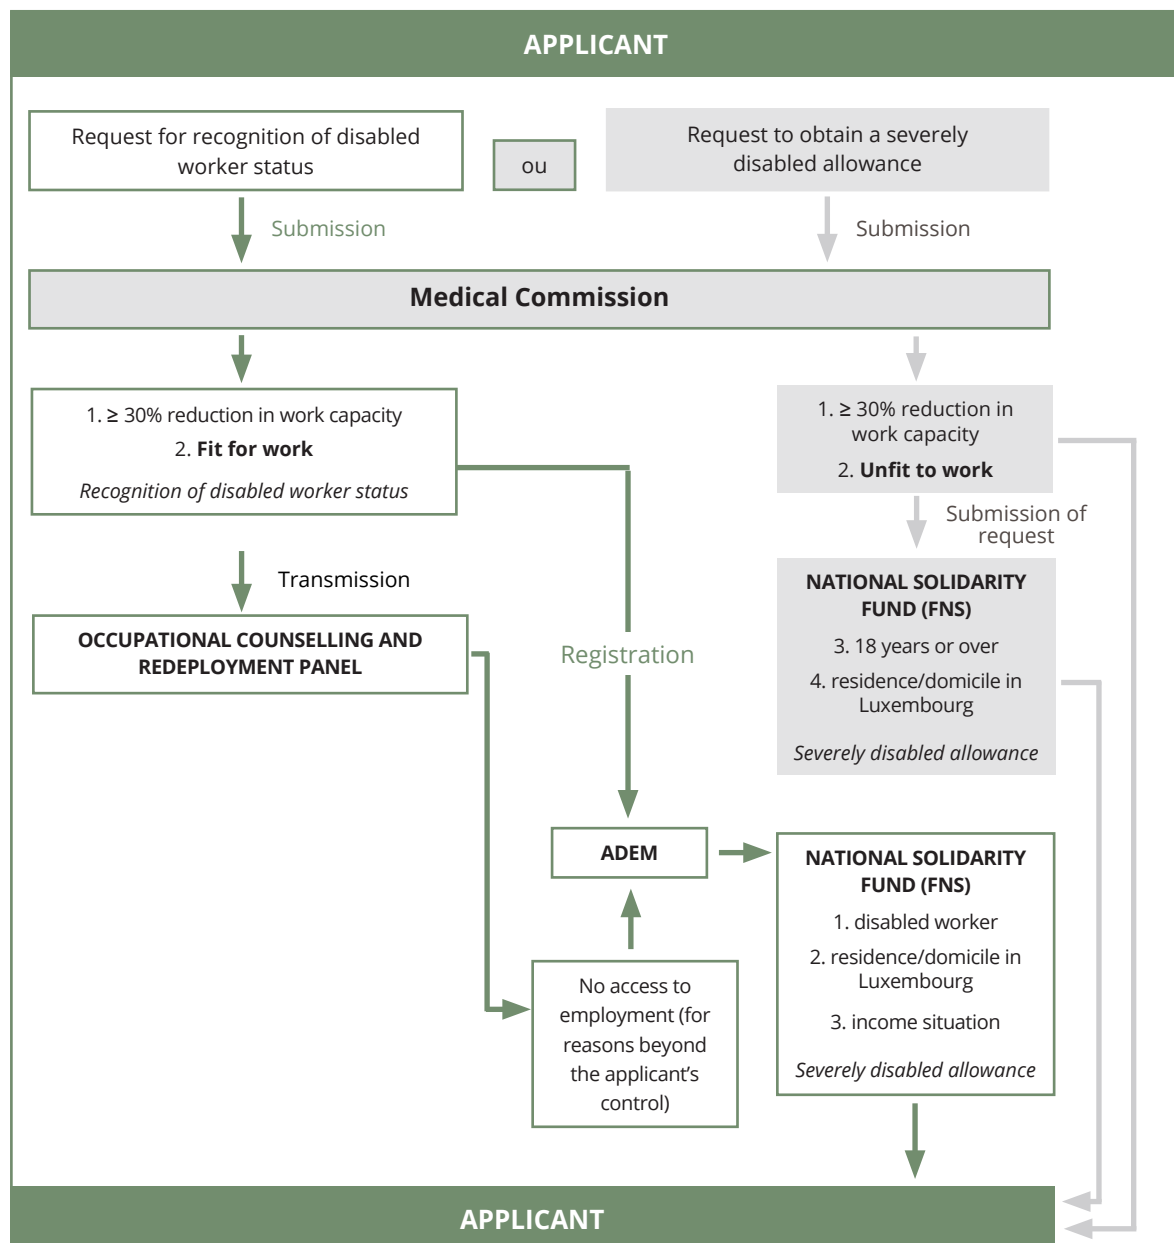 APPLICANT
Request for recognition of disabled
worker status
ou
Request to obtain a severely
disabled allowance
Submission
Submission
Medical Commission
1. ≥ 30% reduction in work capacity
2. Fit for work
Recognition of disabled worker status
1. ≥ 30% reduction in
work capacity
2. Unfit to work
Submission of
request
Transmission
OCCUPATIONAL COUNSELLING AND
REDEPLOYMENT PANEL
Registration
NATIONAL SOLIDARITY
FUND (FNS)
3. 18 years or over
4. residence/domicile in
Luxembourg
Severely disabled allowance
ADEM
NATIONAL SOLIDARITY
FUND (FNS)
1. disabled worker
2. residence/domicile in
Luxembourg
3. income situation
Severely disabled allowance
No access to
employment (for
reasons beyond
the applicant’s
control)
APPLICANT